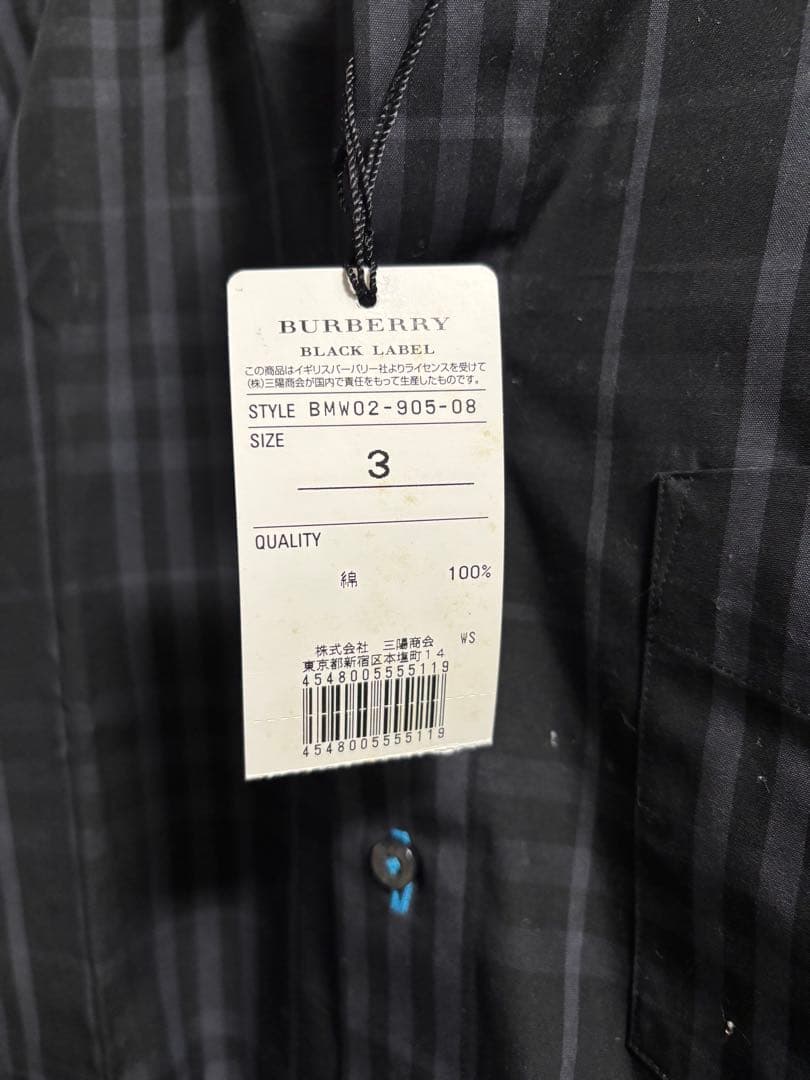 BURBERRY
BLACK LABEL
この商品はイギリスバーバリー社よりライセンスを受けて
(株)三陽商会が国内で責任をもって生産したものです。
STYLE BMW02-905-08
SIZE
3
QUALITY
綿 100%
株式会社 三陽商会 WS
東京都新宿区本塩町14
4548005555119
4548005555119